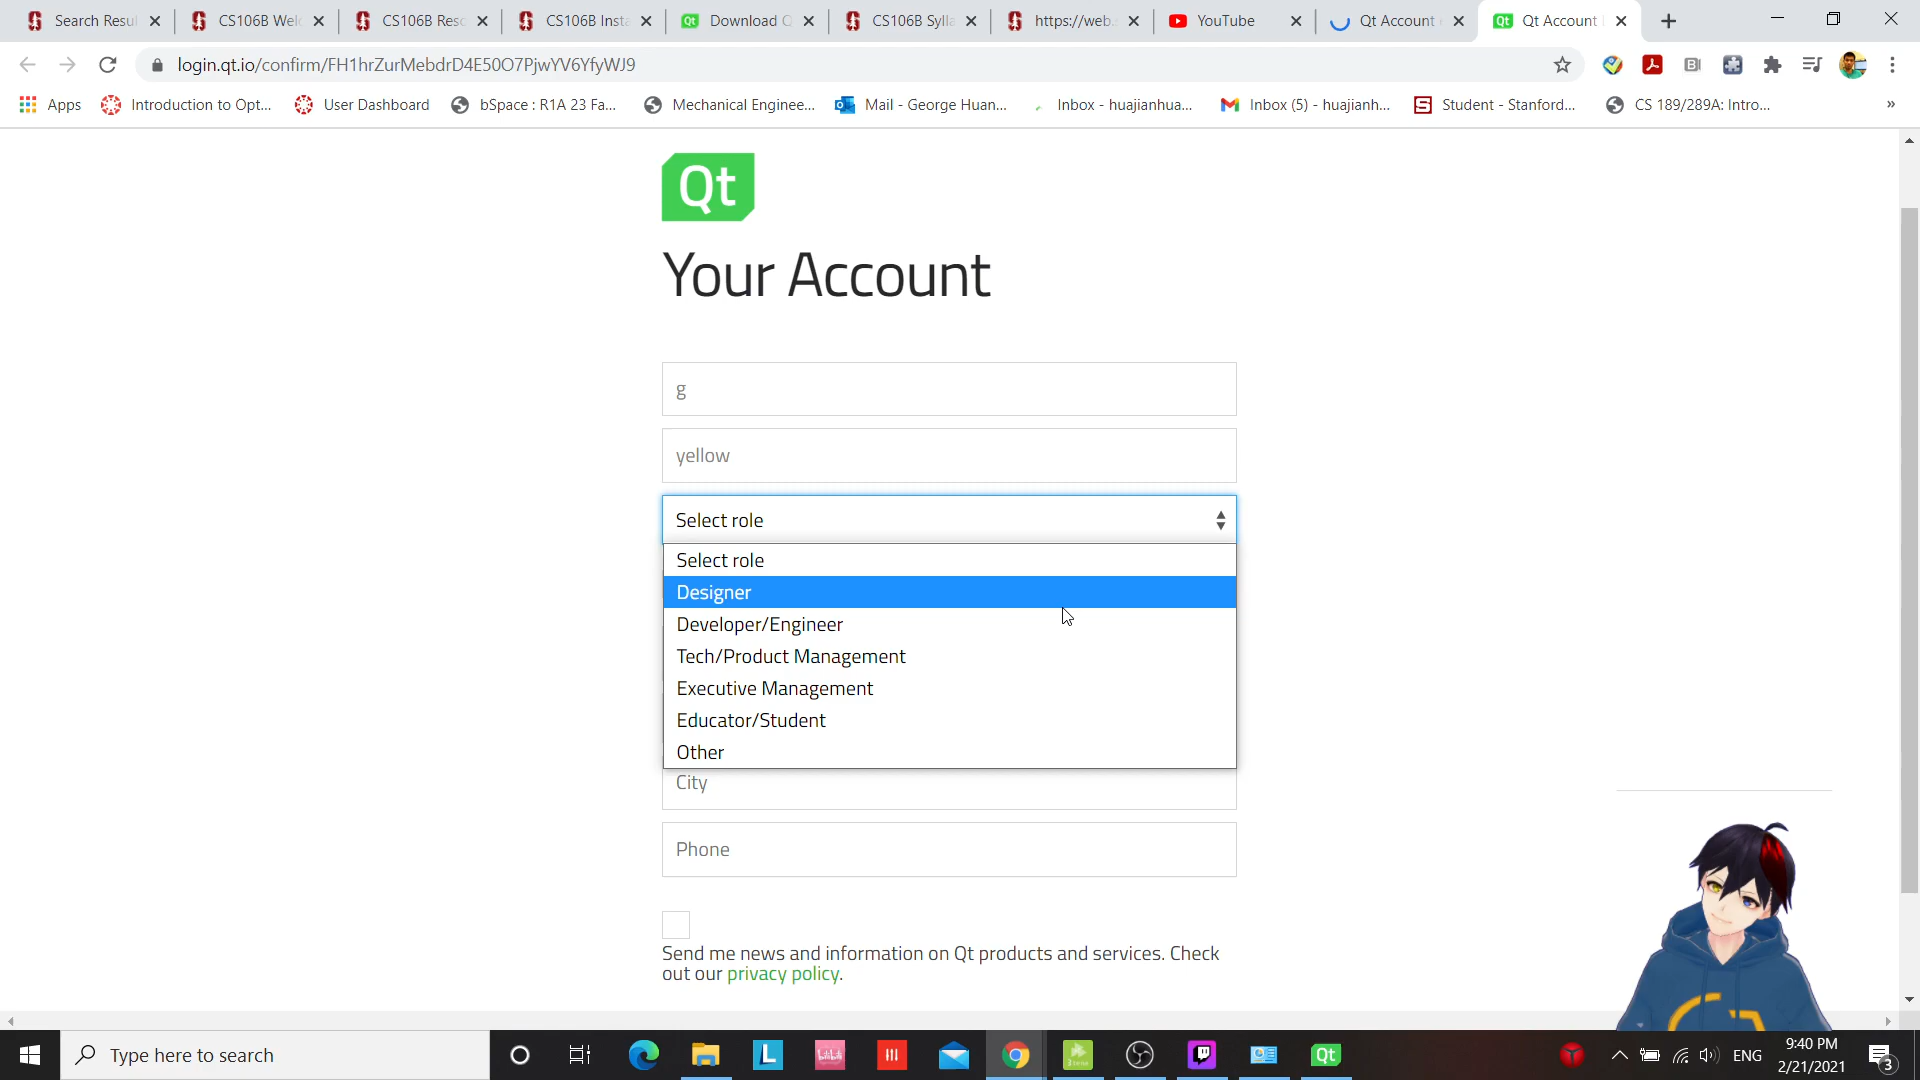 Search Resul
CS106B Welc
CS106B Reso
CS106B Insta
Download Q
CS106B Sylla
https://web.s
YouTube
Qt Account
Qt Account
login.qt.io/confirm/FH1hrZurMebdrD4E50O7PjwYV6YfyWJ9
Apps
Introduction to Opt...
User Dashboard
bSpace : R1A 23 Fa...
Mechanical Enginee...
Mail - George Huan...
Inbox - huajianhua...
Inbox (5) - huajianh...
Student - Stanford...
CS 189/289A: Intro...
»
Qt
Your Account
g
yellow
Select role
Select role
Designer
Developer/Engineer
Tech/Product Management
Executive Management
Educator/Student
Other
City
Phone
Send me news and information on Qt products and services. Check
out our privacy policy.
Type here to search
L
Qt
ENG
9:40 PM
2/21/2021
3